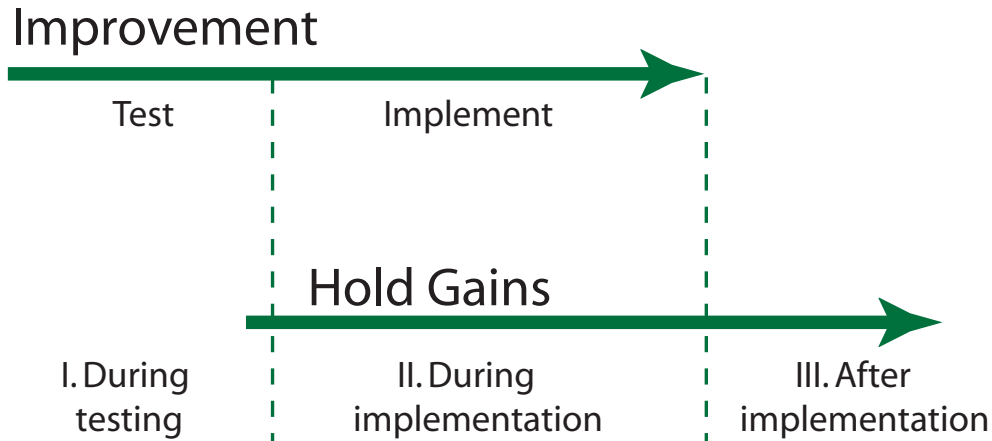 Improvement
Test
Implement
Hold Gains
I. During
testing
II. During
implementation
III. After
implementation